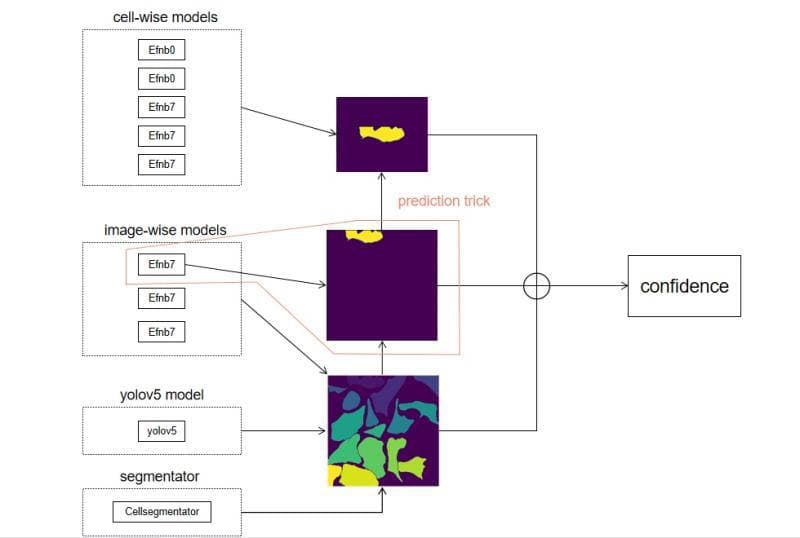 cell-wise models
Efnb0
Efnb0
Efnb7
Efnb7
Efnb7
prediction trick
image-wise models
Efnb7
Efnb7
Efnb7
confidence
yolov5 model
yolov5
segmentator
Cellsegmentator